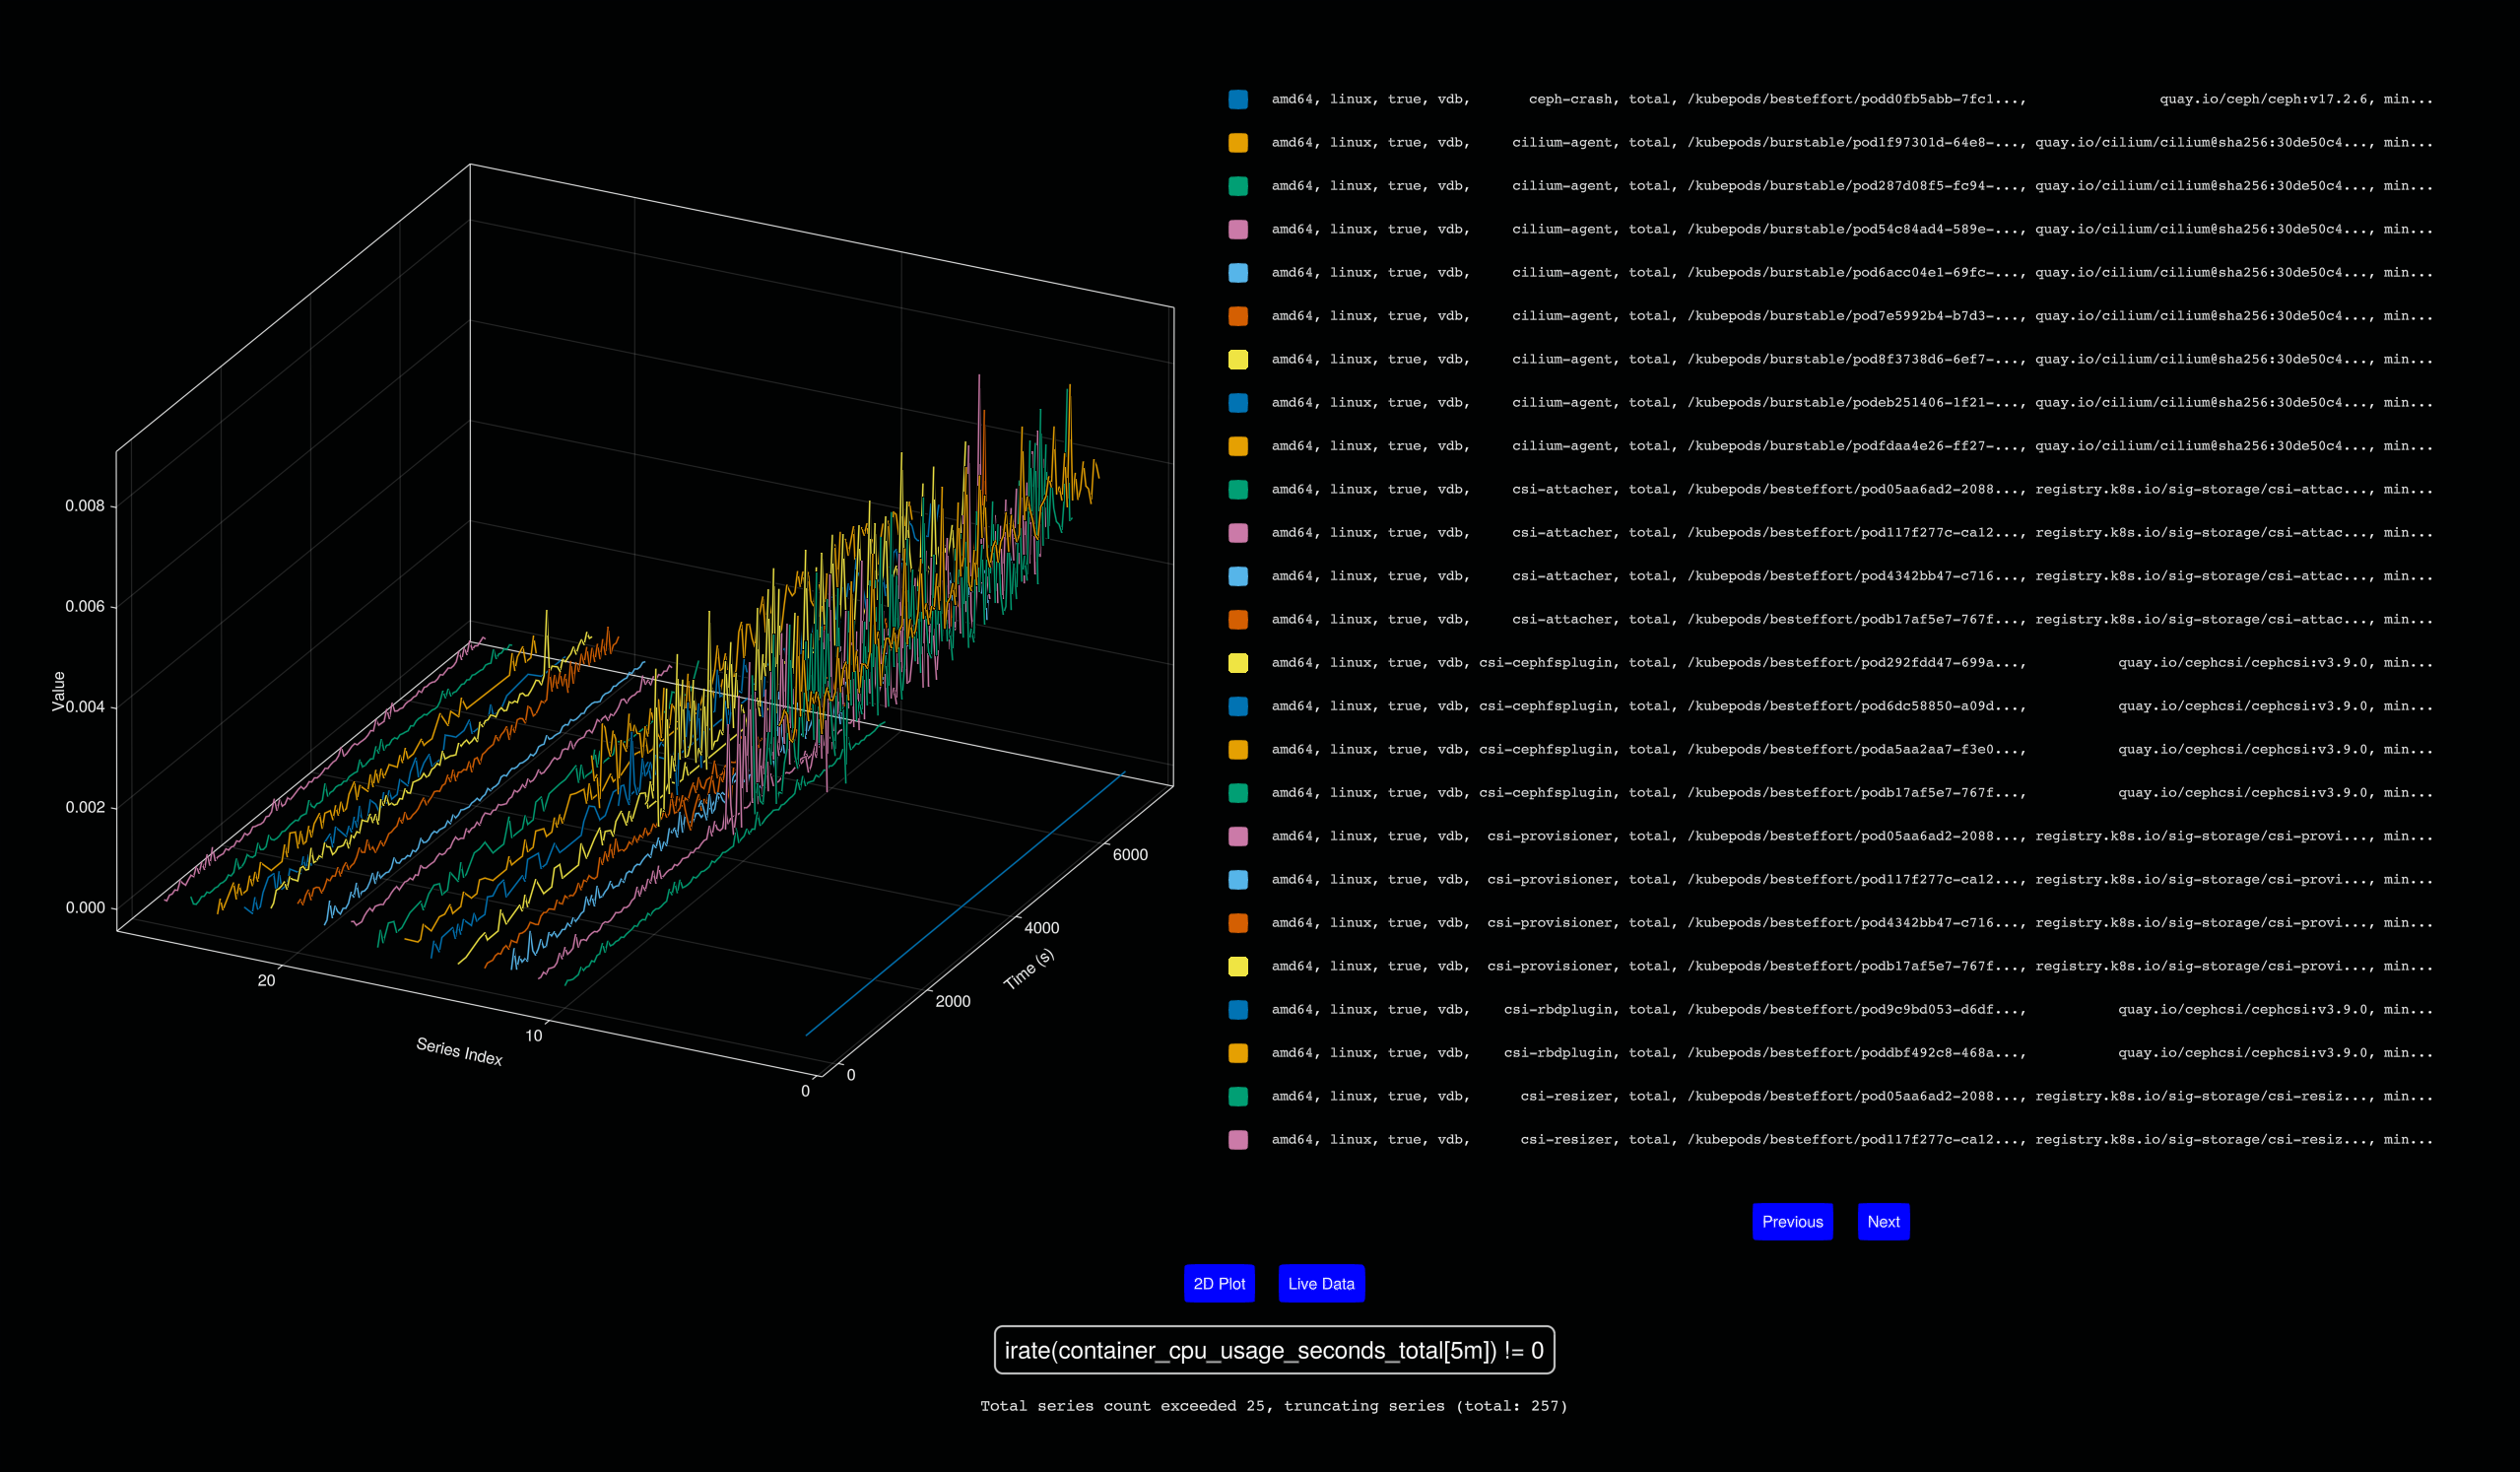 amd64, linux, true, vdb, ceph-crash, total, /kubepods/besteffort/podd0fb5abb-7fc1..., quay.io/ceph/ceph:v17.2.6, min...
amd64, linux, true, vdb, cilium-agent, total, /kubepods/burstable/pod1f97301d-64e8-..., quay.io/cilium/cilium@sha256:30de50c4..., min...
amd64, linux, true, vdb, cilium-agent, total, /kubepods/burstable/pod287d08f5-fc94-..., quay.io/cilium/cilium@sha256:30de50c4..., min...
amd64, linux, true, vdb, cilium-agent, total, /kubepods/burstable/pod54c84ad4-589e-..., quay.io/cilium/cilium@sha256:30de50c4..., min...
amd64, linux, true, vdb, cilium-agent, total, /kubepods/burstable/pod6acc04e1-69fc-..., quay.io/cilium/cilium@sha256:30de50c4..., min...
amd64, linux, true, vdb, cilium-agent, total, /kubepods/burstable/pod7e5992b4-b7d3-..., quay.io/cilium/cilium@sha256:30de50c4..., min...
amd64, linux, true, vdb, cilium-agent, total, /kubepods/burstable/pod8f3738d6-6ef7-..., quay.io/cilium/cilium@sha256:30de50c4..., min...
amd64, linux, true, vdb, cilium-agent, total, /kubepods/burstable/podeb251406-1f21-..., quay.io/cilium/cilium@sha256:30de50c4..., min...
amd64, linux, true, vdb, cilium-agent, total, /kubepods/burstable/podfdaa4e26-ff27-..., quay.io/cilium/cilium@sha256:30de50c4..., min...
amd64, linux, true, vdb, csi-attacher, total, /kubepods/besteffort/pod05aa6ad2-2088..., registry.k8s.io/sig-storage/csi-attac..., min...
amd64, linux, true, vdb, csi-attacher, total, /kubepods/besteffort/pod117f277c-ca12..., registry.k8s.io/sig-storage/csi-attac..., min...
amd64, linux, true, vdb, csi-attacher, total, /kubepods/besteffort/pod4342bb47-c716..., registry.k8s.io/sig-storage/csi-attac..., min...
amd64, linux, true, vdb, csi-attacher, total, /kubepods/besteffort/podb17af5e7-767f..., registry.k8s.io/sig-storage/csi-attac..., min...
amd64, linux, true, vdb, csi-cephfsplugin, total, /kubepods/besteffort/pod292fdd47-699a..., quay.io/cephcsi/cephcsi:v3.9.0, min...
amd64, linux, true, vdb, csi-cephfsplugin, total, /kubepods/besteffort/pod6dc58850-a09d..., quay.io/cephcsi/cephcsi:v3.9.0, min...
amd64, linux, true, vdb, csi-cephfsplugin, total, /kubepods/besteffort/poda5aa2aa7-f3e0..., quay.io/cephcsi/cephcsi:v3.9.0, min...
amd64, linux, true, vdb, csi-cephfsplugin, total, /kubepods/besteffort/podb17af5e7-767f..., quay.io/cephcsi/cephcsi:v3.9.0, min...
amd64, linux, true, vdb, csi-provisioner, total, /kubepods/besteffort/pod05aa6ad2-2088..., registry.k8s.io/sig-storage/csi-provi..., min...
amd64, linux, true, vdb, csi-provisioner, total, /kubepods/besteffort/pod117f277c-ca12..., registry.k8s.io/sig-storage/csi-provi..., min...
amd64, linux, true, vdb, csi-provisioner, total, /kubepods/besteffort/pod4342bb47-c716..., registry.k8s.io/sig-storage/csi-provi..., min...
amd64, linux, true, vdb, csi-provisioner, total, /kubepods/besteffort/podb17af5e7-767f..., registry.k8s.io/sig-storage/csi-provi..., min...
amd64, linux, true, vdb, csi-rbdplugin, total, /kubepods/besteffort/pod9c9bd053-d6df..., quay.io/cephcsi/cephcsi:v3.9.0, min...
amd64, linux, true, vdb, csi-rbdplugin, total, /kubepods/besteffort/poddbf492c8-468a..., quay.io/cephcsi/cephcsi:v3.9.0, min...
amd64, linux, true, vdb, csi-resizer, total, /kubepods/besteffort/pod05aa6ad2-2088..., registry.k8s.io/sig-storage/csi-resiz..., min...
amd64, linux, true, vdb, csi-resizer, total, /kubepods/besteffort/pod117f277c-ca12..., registry.k8s.io/sig-storage/csi-resiz..., min...
0.008
0.006
0.004
0.002
0.000
Value
20
10
0
Series Index
0
2000
4000
6000
Time (s)
Previous Next
2D Plot Live Data
irate(container_cpu_usage_seconds_total[5m]) != 0
Total series count exceeded 25, truncating series (total: 257)